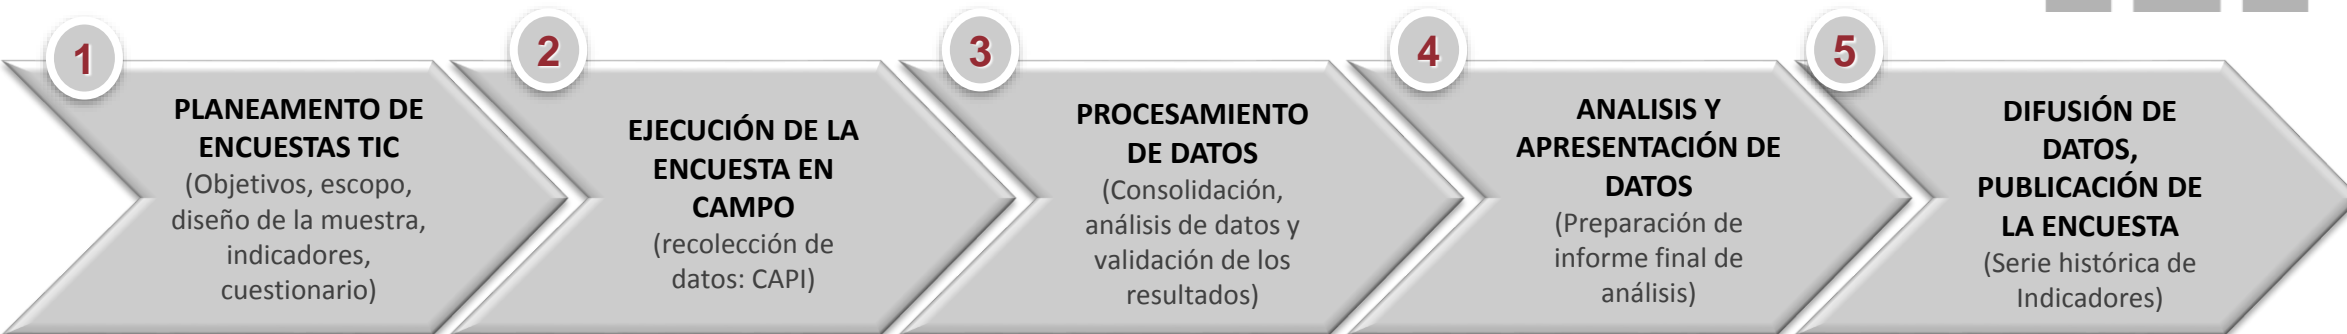 1
PLANEAMENTO DE
ENCUESTAS TIC
(Objetivos, escopo,
diseño de la muestra,
indicadores,
cuestionario)
2
EJECUCIÓN DE LA
ENCUESTA EN
CAMPO
(recolección de
datos: CAPI)
3
PROCESAMIENTO
DE DATOS
(Consolidación,
análisis de datos y
validación de los
resultados)
4
ANALISIS Y
APRESENTACIÓN DE
DATOS
(Preparación de
informe final de
análisis)
5
DIFUSIÓN DE
DATOS,
PUBLICACIÓN DE
LA ENCUESTA
(Serie histórica de
Indicadores)